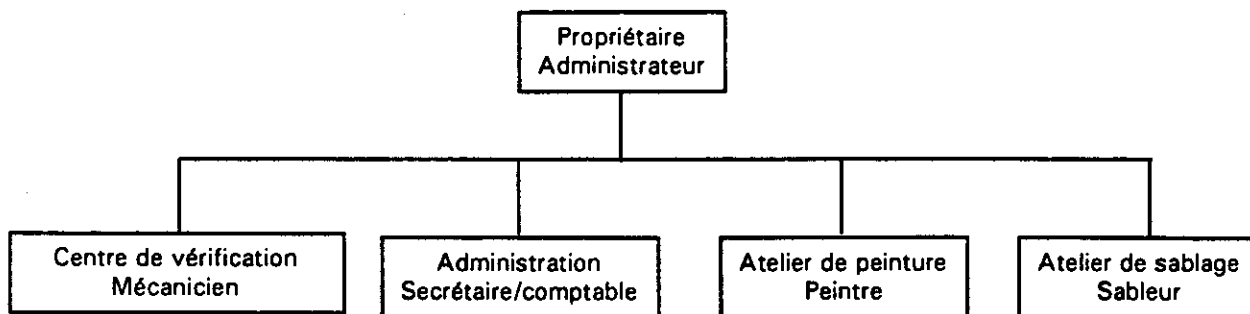 Propriétaire
Administrateur
Centre de vérification
Mécanicien
Administration
Secrétaire/comptable
Atelier de peinture
Peintre
Atelier de sablage
Sableur